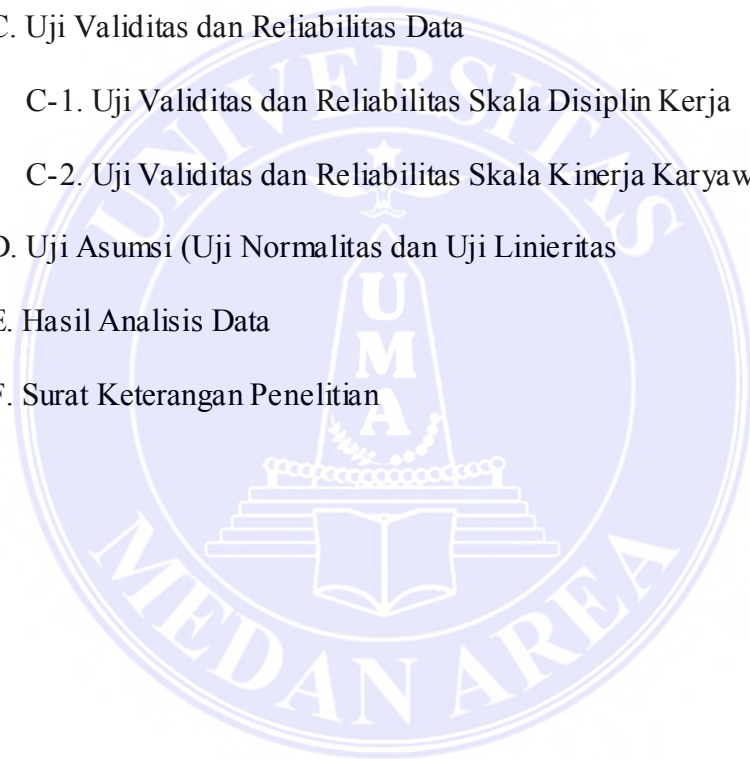 C. Uji Validitas dan Reliabilitas Data
C-1. Uji Validitas dan Reliabilitas Skala Disiplin Kerja
C-2. Uji Validitas dan Reliabilitas Skala Kinerja Karyaw
D. Uji Asumsi (Uji Normalitas dan Uji Linieritas
E. Hasil Analisis Data
F. Surat Keterangan Penelitian
UNIVERSITAS
UMA
MEDAN AREA